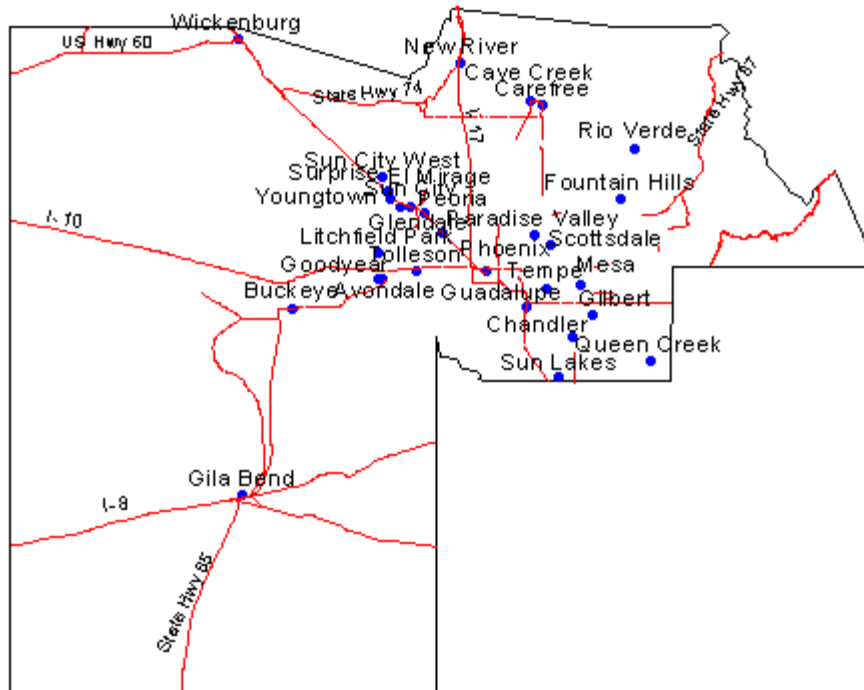 Wickenburg
US Hwy 60
New River
Cave Creek
State Hwy 74
Carefree
State Hwy 87
I-17
Rio Verde
Sun City West
Surprise
El Mirage
Sun City
Youngtown
Peoria
Fountain Hills
I-10
Glendale
Paradise Valley
Litchfield Park
Phoenix
Scottsdale
Tolleson
Goodyear
Tempe
Mesa
Buckeye
Avondale
Guadalupe
Gilbert
Chandler
Queen Creek
Sun Lakes
Gila Bend
I-8
State Hwy 85